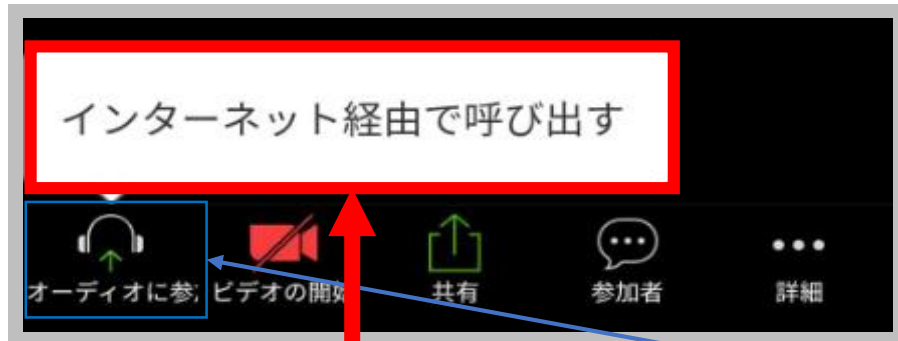 インターネット経由で呼び出す
オーディオに参
ビデオの開始
共有
参加者
詳細